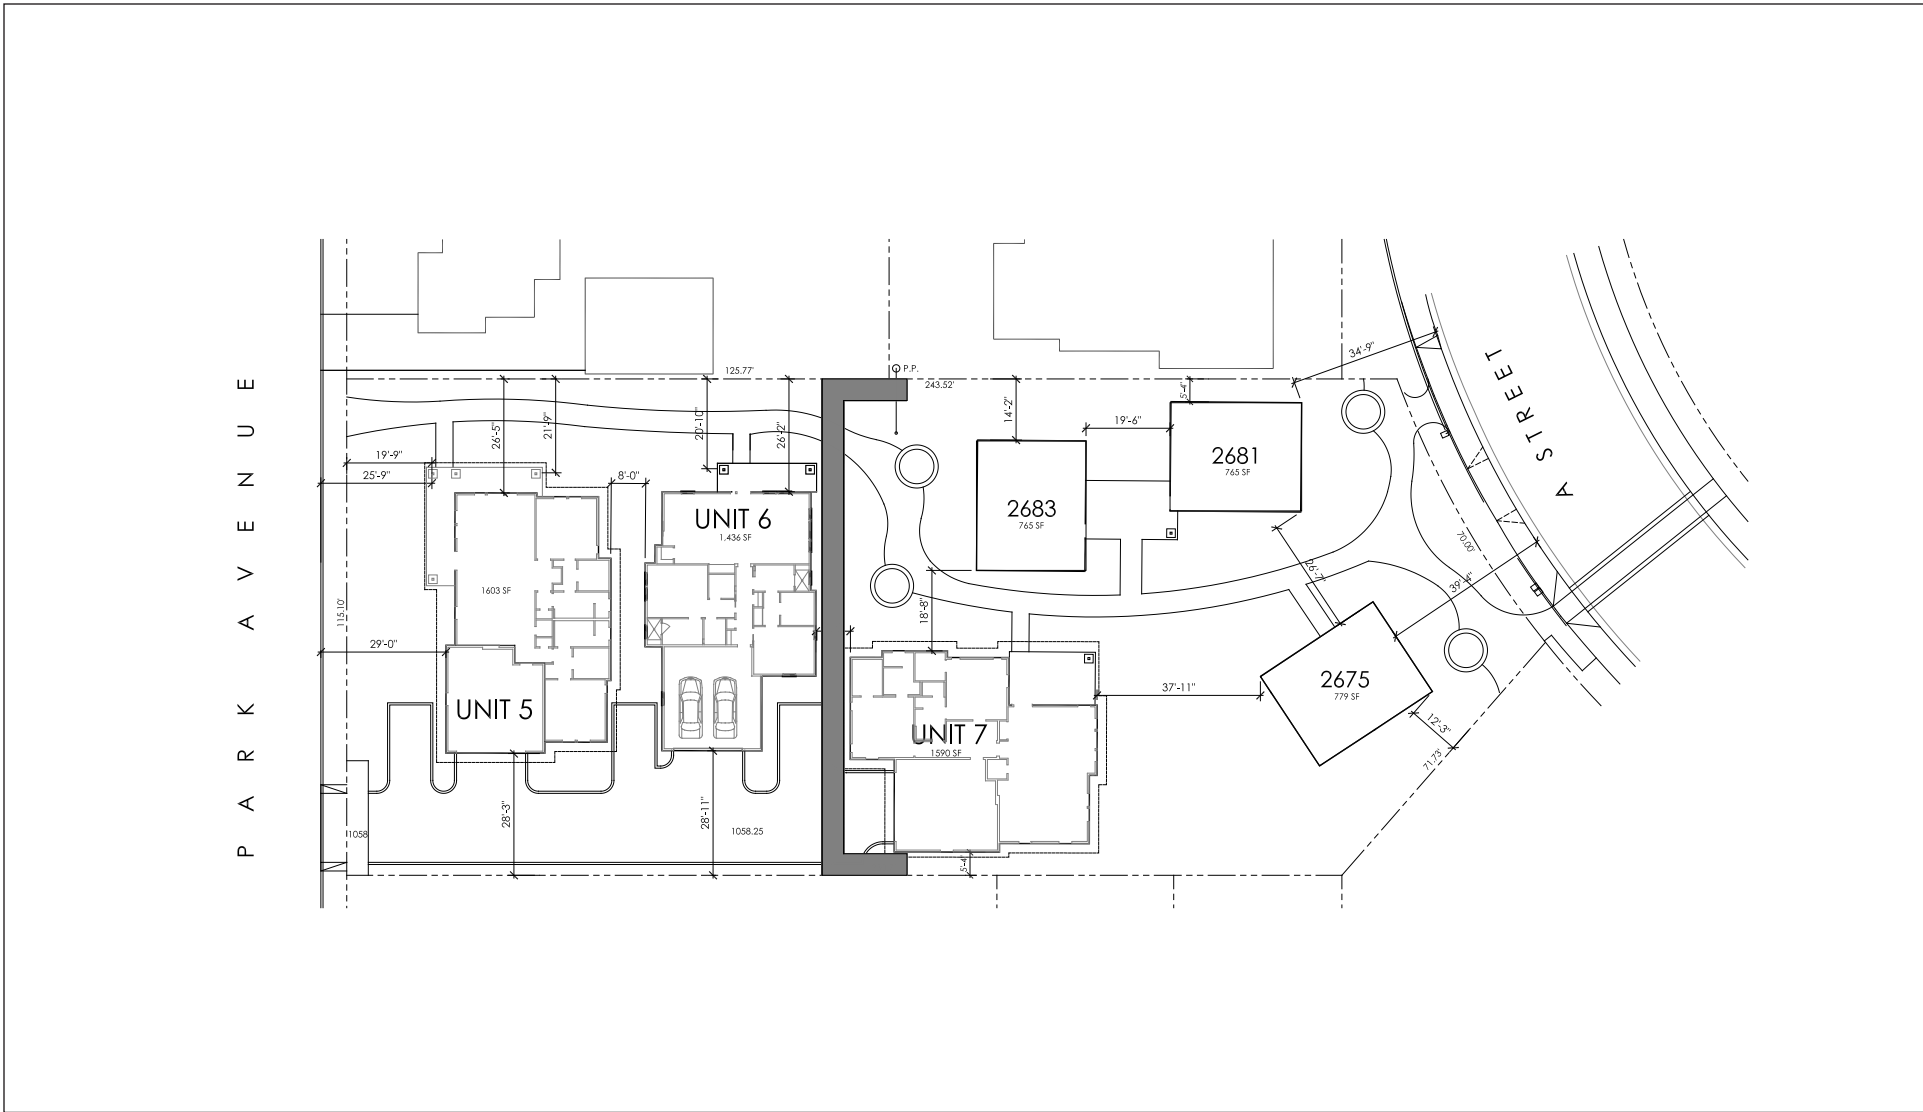 PARK AVENUE
125.77'
P.P.
243.52'
34'-9"
A STREET
26'-5"
21'-9"
20'-10"
26'-2"
14'-2"
5'-4"
19'-6"
19'-9"
25'-9"
8'-0"
2681
765 SF
2683
765 SF
UNIT 6
1,436 SF
70.00'
26'-7"
39'-4"
1603 SF
115.10'
18'-8"
29'-0"
37'-11"
2675
779 SF
UNIT 5
UNIT 7
1590 SF
12'-3"
71.73'
28'-3"
28'-11"
1058
1058.25
5'-4"